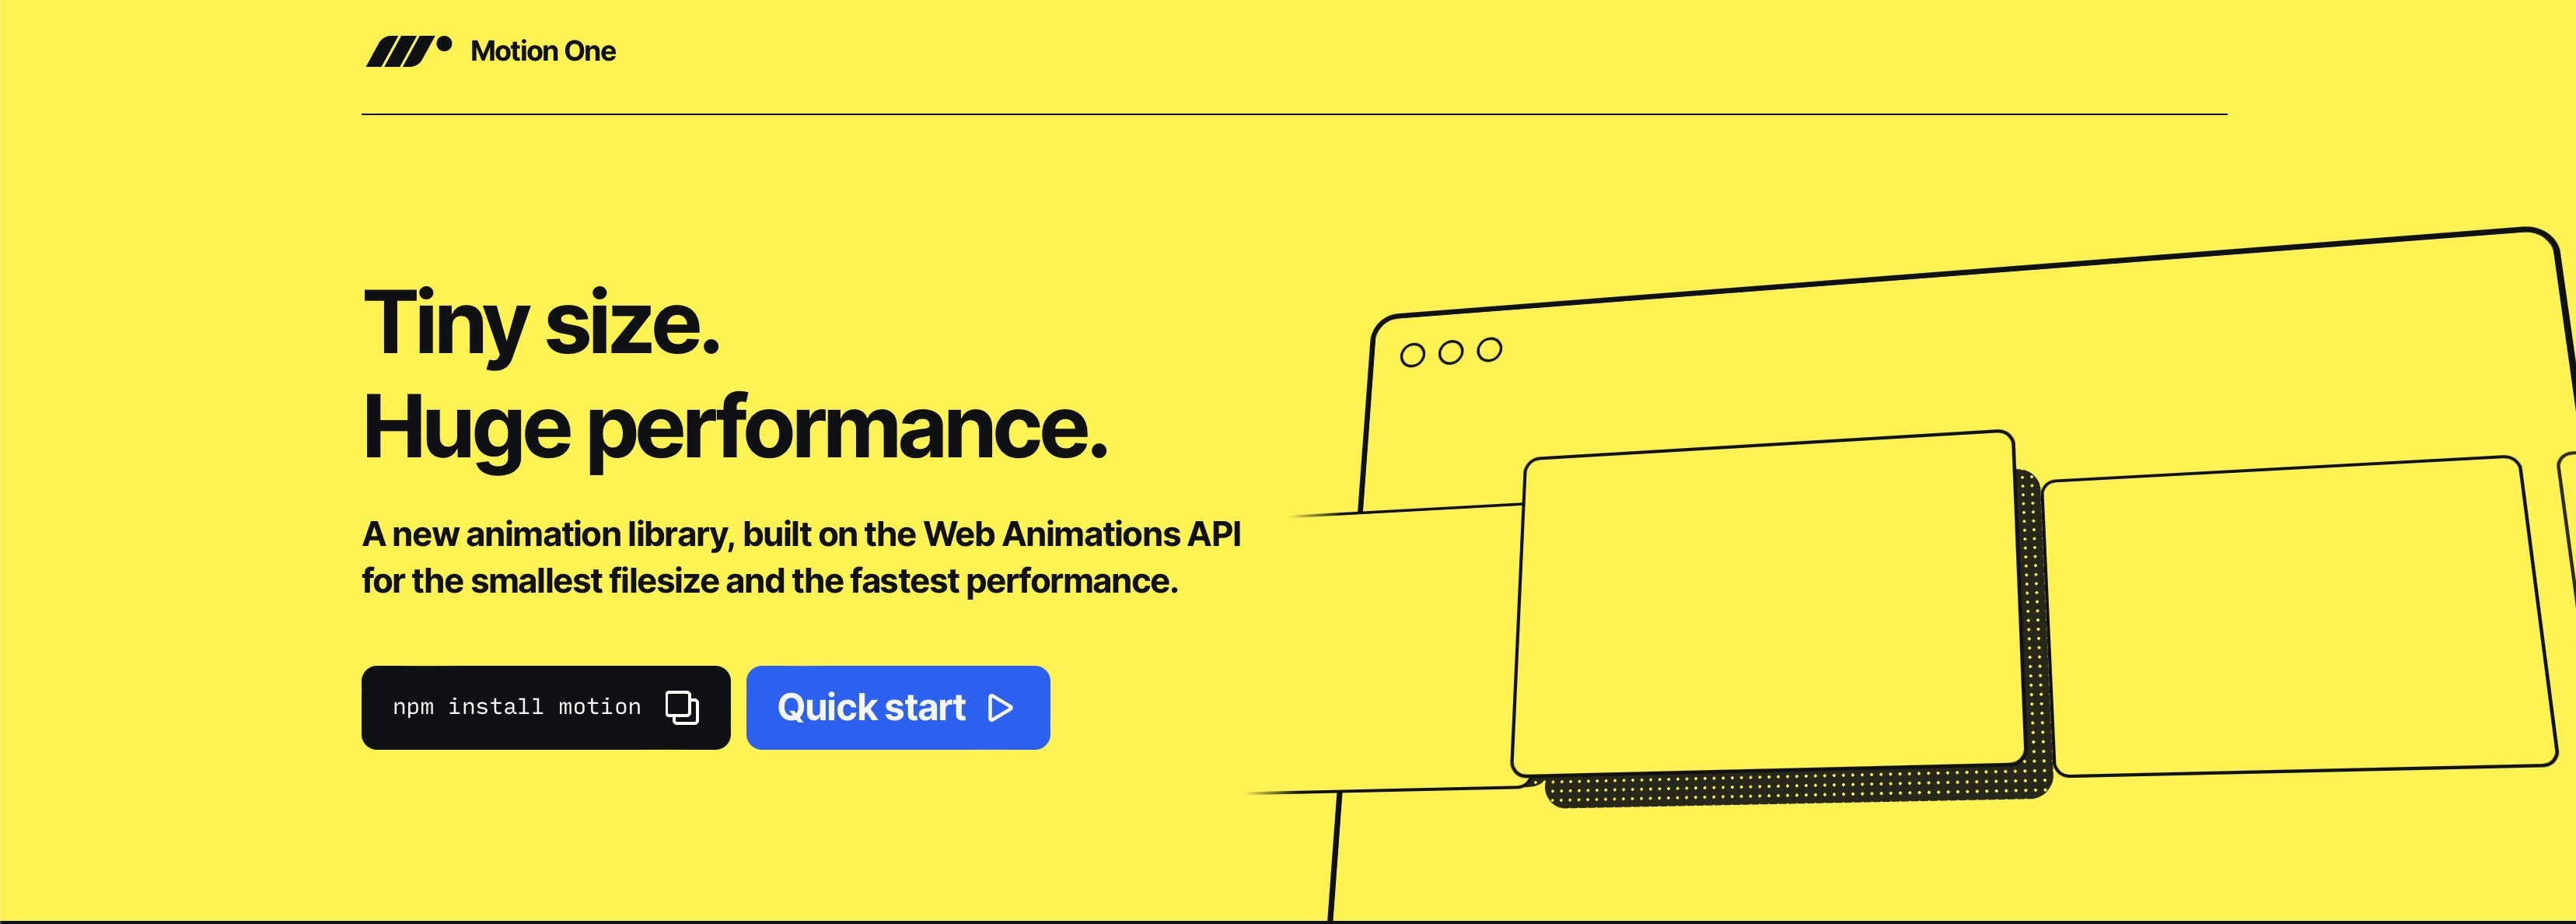 Motion One
Tiny size.
Huge performance.
A new animation library, built on the Web Animations API
for the smallest filesize and the fastest performance.
npm install motion
Quick start